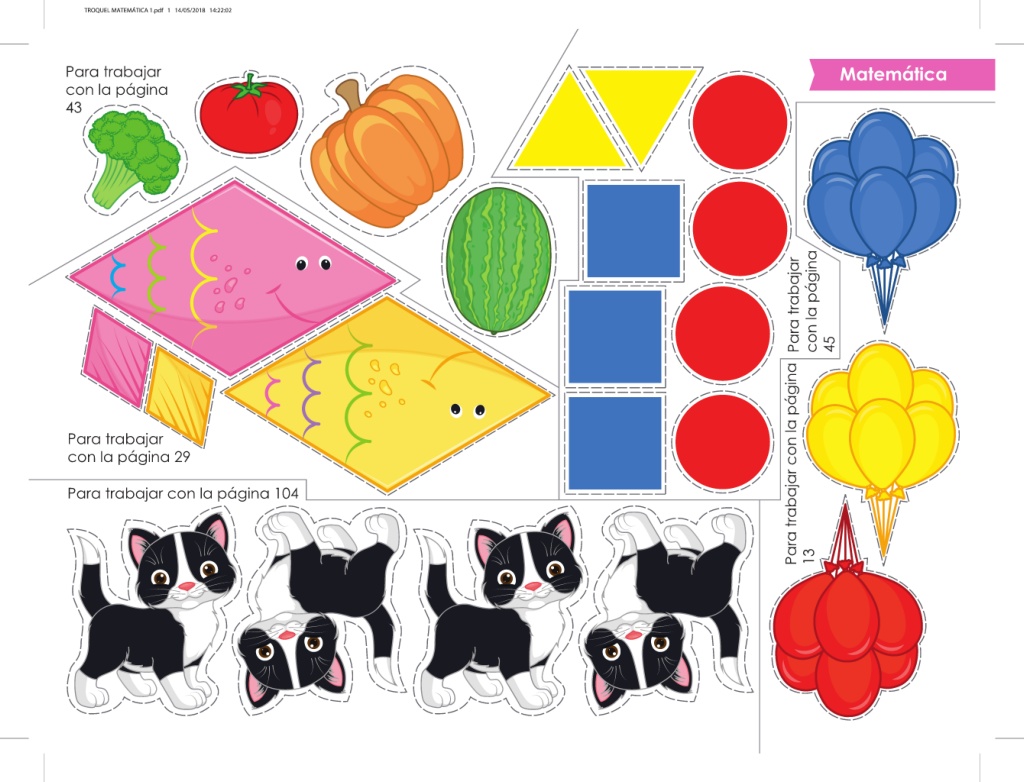 TROQUEL MATEMÁTICA 1.pdf 1 14/05/2018 14:22:02
Matemática
Para trabajar
con la página
43
Para trabajar
con la página
45
Para trabajar
con la página 29
Para trabajar con la página 104
Para trabajar con la página
13